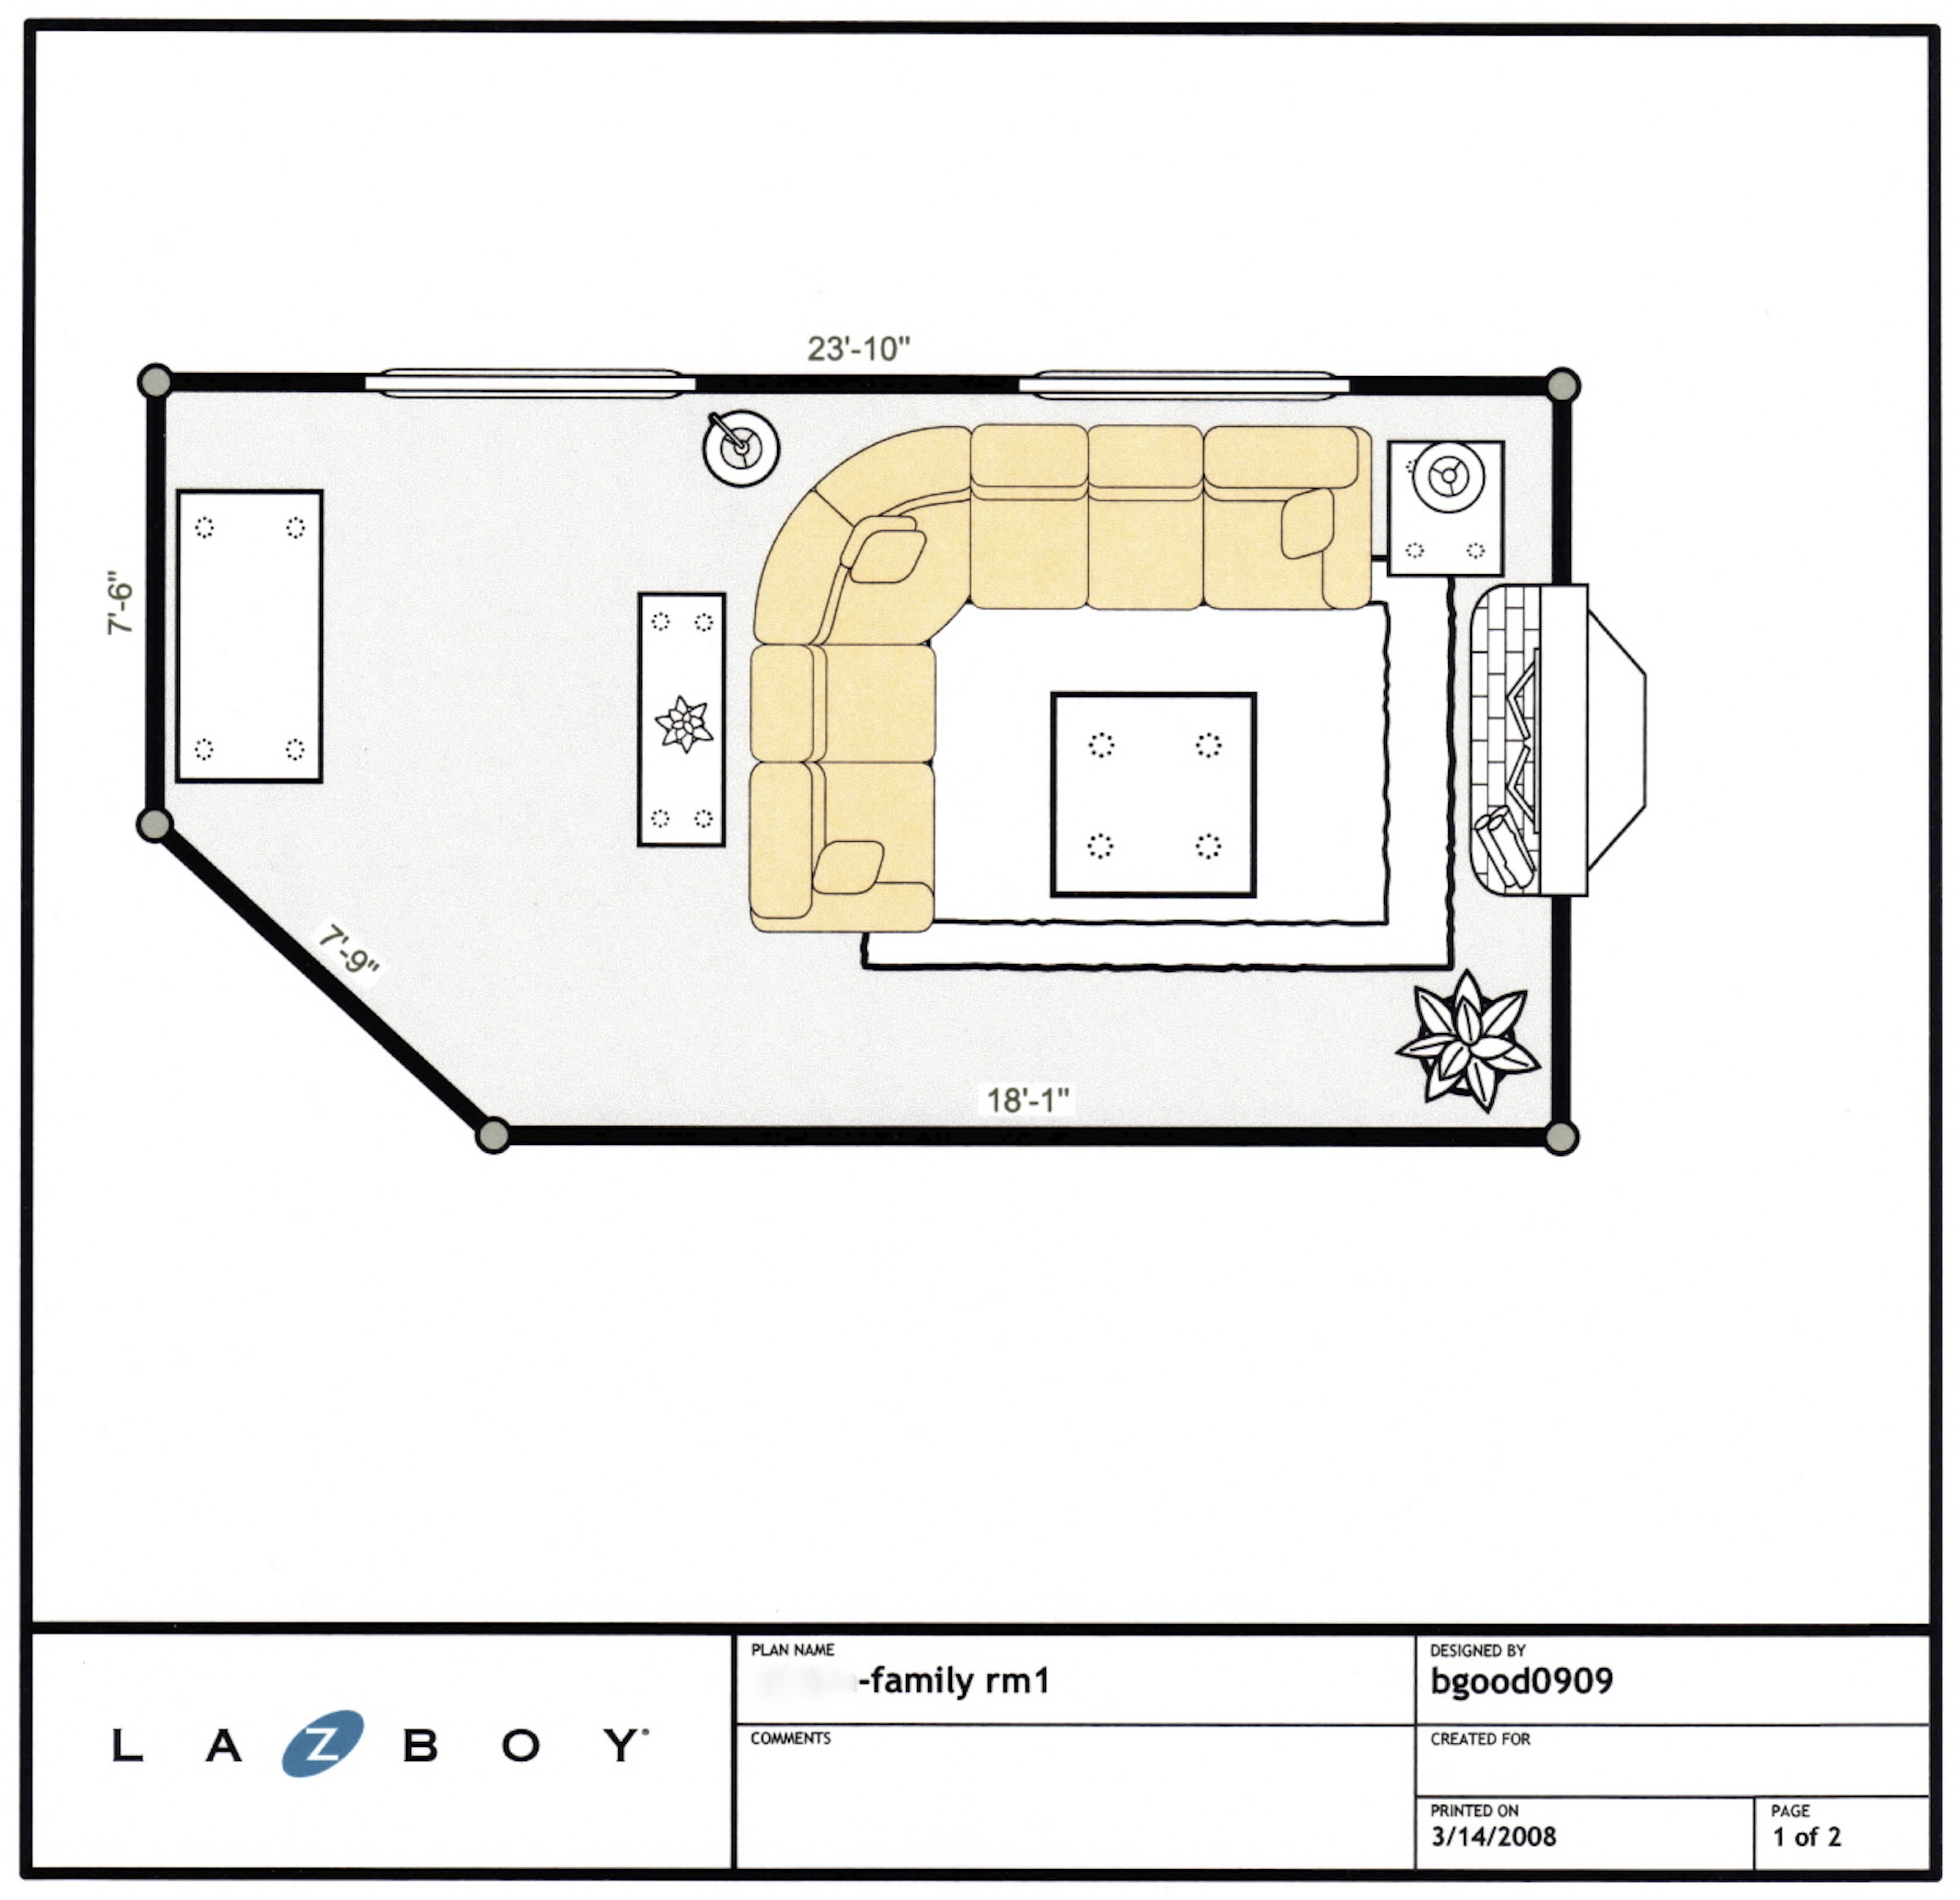 23'-10"
7'-6"
7'-9"
18'-1"
LAZBOY®
PLAN NAME
-family rm1
COMMENTS
DESIGNED BY
bgood0909
CREATED FOR
PRINTED ON
3/14/2008
PAGE
1 of 2